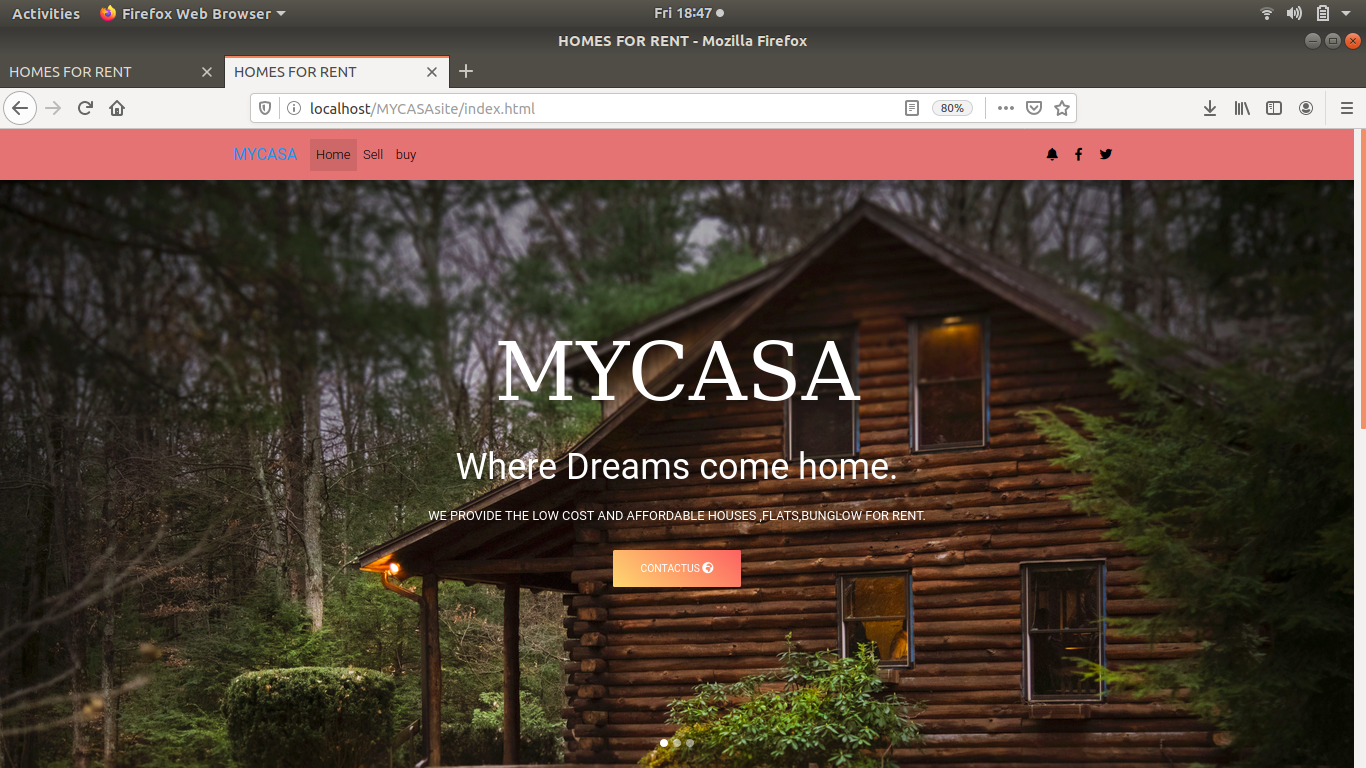 Activities Firefox Web Browser Fri 18:47
HOMES FOR RENT - Mozilla Firefox
HOMES FOR RENT HOMES FOR RENT
localhost/MYCASAsite/index.html 80%
MYCASA Home Sell buy
MYCASA
Where Dreams come home.
WE PROVIDE THE LOW COST AND AFFORDABLE HOUSES ,FLATS,BUNGLOW FOR RENT.
CONTACTUS